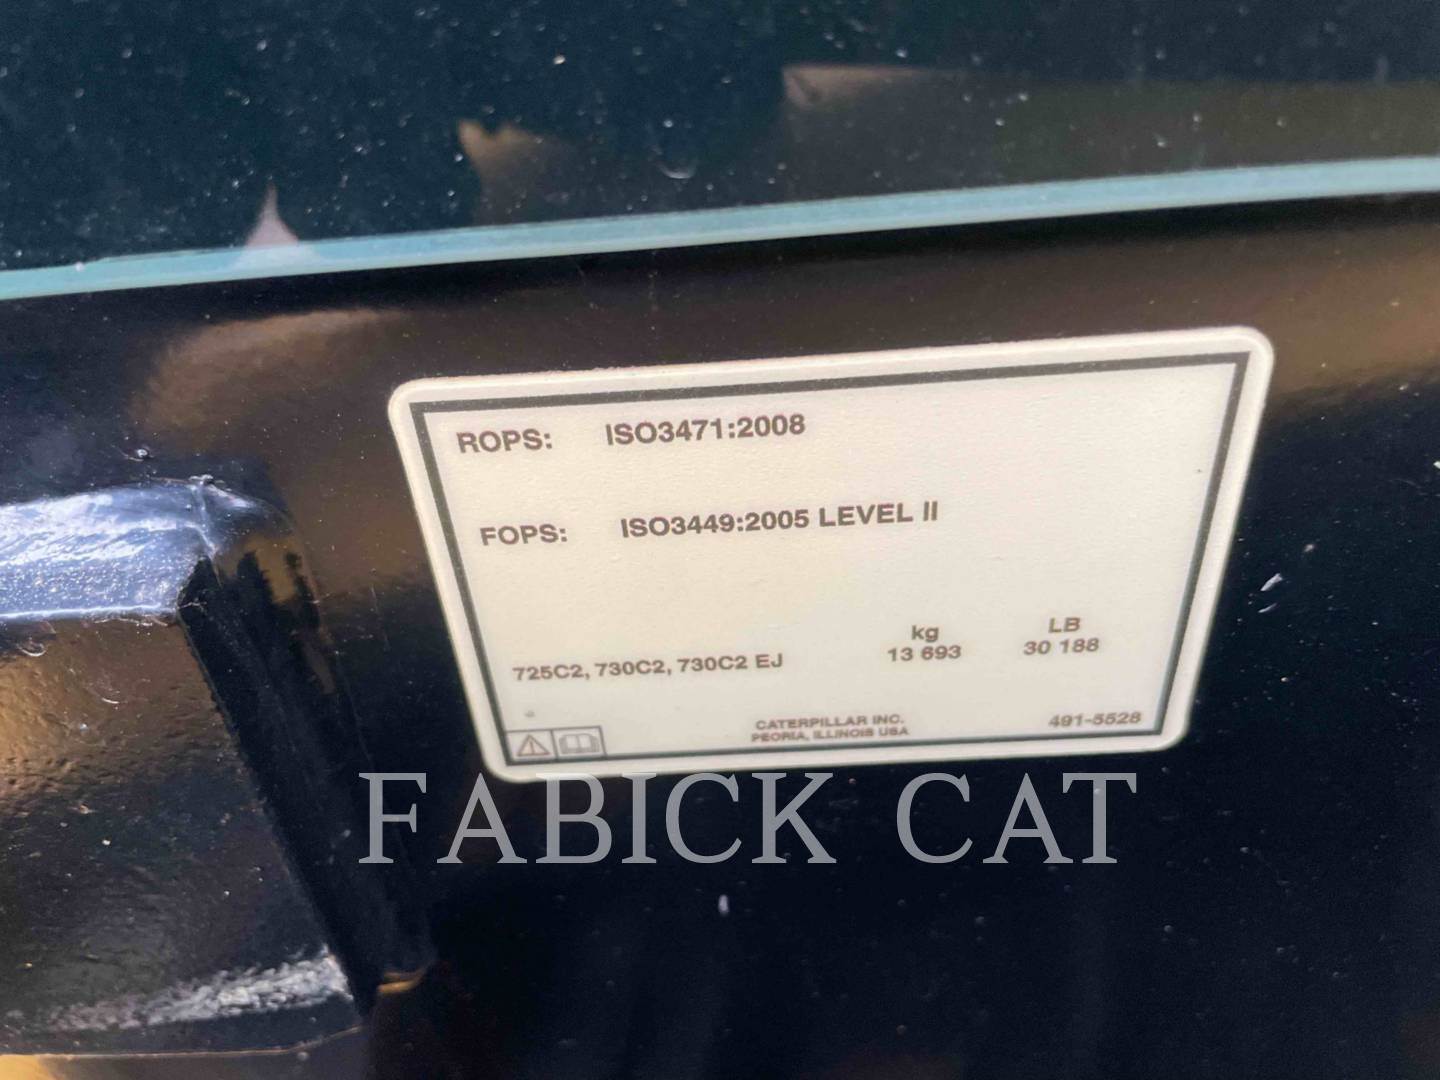 ROPS: ISO3471:2008
FOPS: ISO3449:2005 LEVEL II
kg LB
725C2, 730C2, 730C2 EJ 13 693 30 188
CATERPILLAR INC.
PEORIA, ILLINOIS USA
491-5528
FABICK CAT